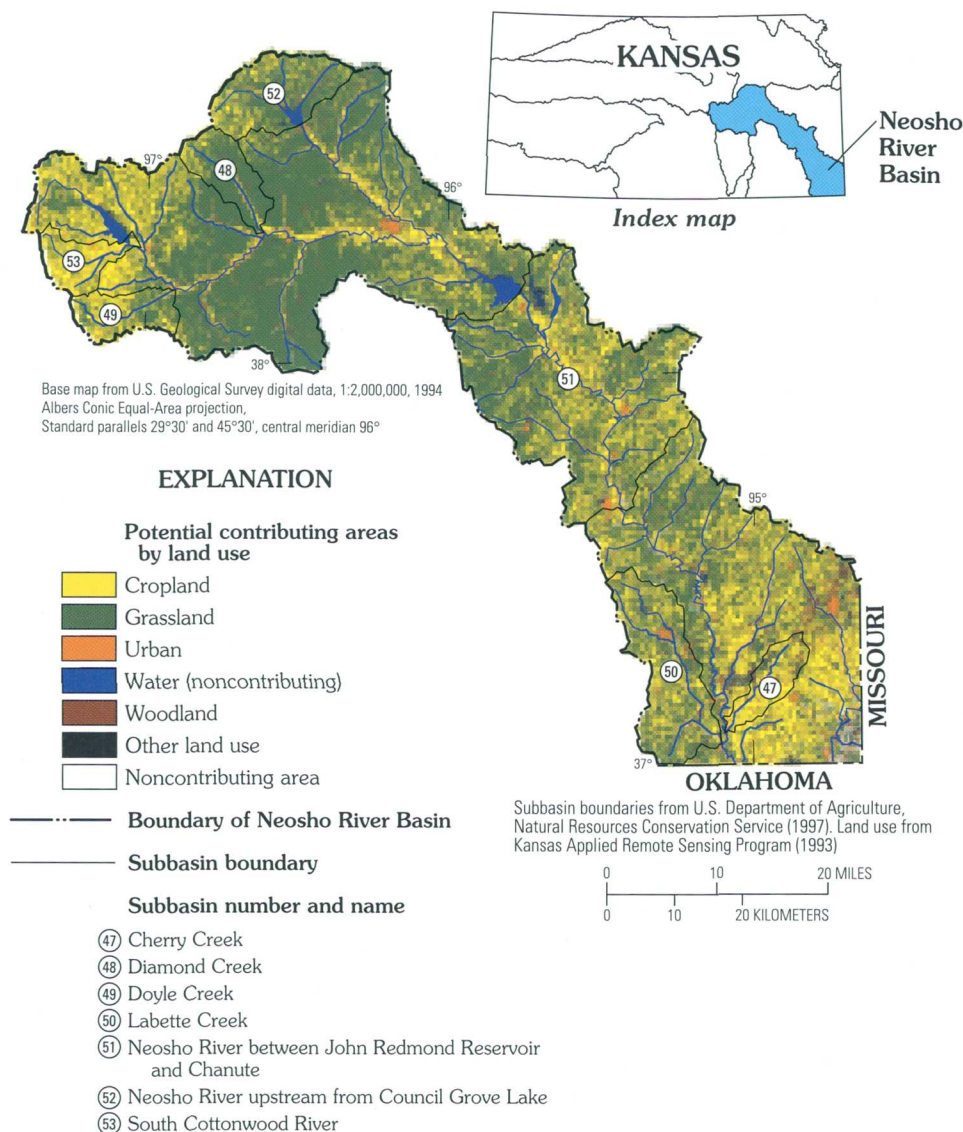 KANSAS
Neosho
River
Basin
Index map
52
97°
48
96°
53
49
38°
51
Base map from U.S. Geological Survey digital data, 1:2,000,000, 1994
Albers Conic Equal-Area projection,
Standard parallels 29°30' and 45°30', central meridian 96°
95°
MISSOURI
50
47
37°
OKLAHOMA
Subbasin boundaries from U.S. Department of Agriculture,
Natural Resources Conservation Service (1997). Land use from
Kansas Applied Remote Sensing Program (1993)
0 10 20 MILES
0 10 20 KILOMETERS
EXPLANATION
Potential contributing areas
by land use
Cropland
Grassland
Urban
Water (noncontributing)
Woodland
Other land use
Noncontributing area
Boundary of Neosho River Basin
Subbasin boundary
Subbasin number and name
47 Cherry Creek
48 Diamond Creek
49 Doyle Creek
50 Labette Creek
51 Neosho River between John Redmond Reservoir
and Chanute
52 Neosho River upstream from Council Grove Lake
53 South Cottonwood River